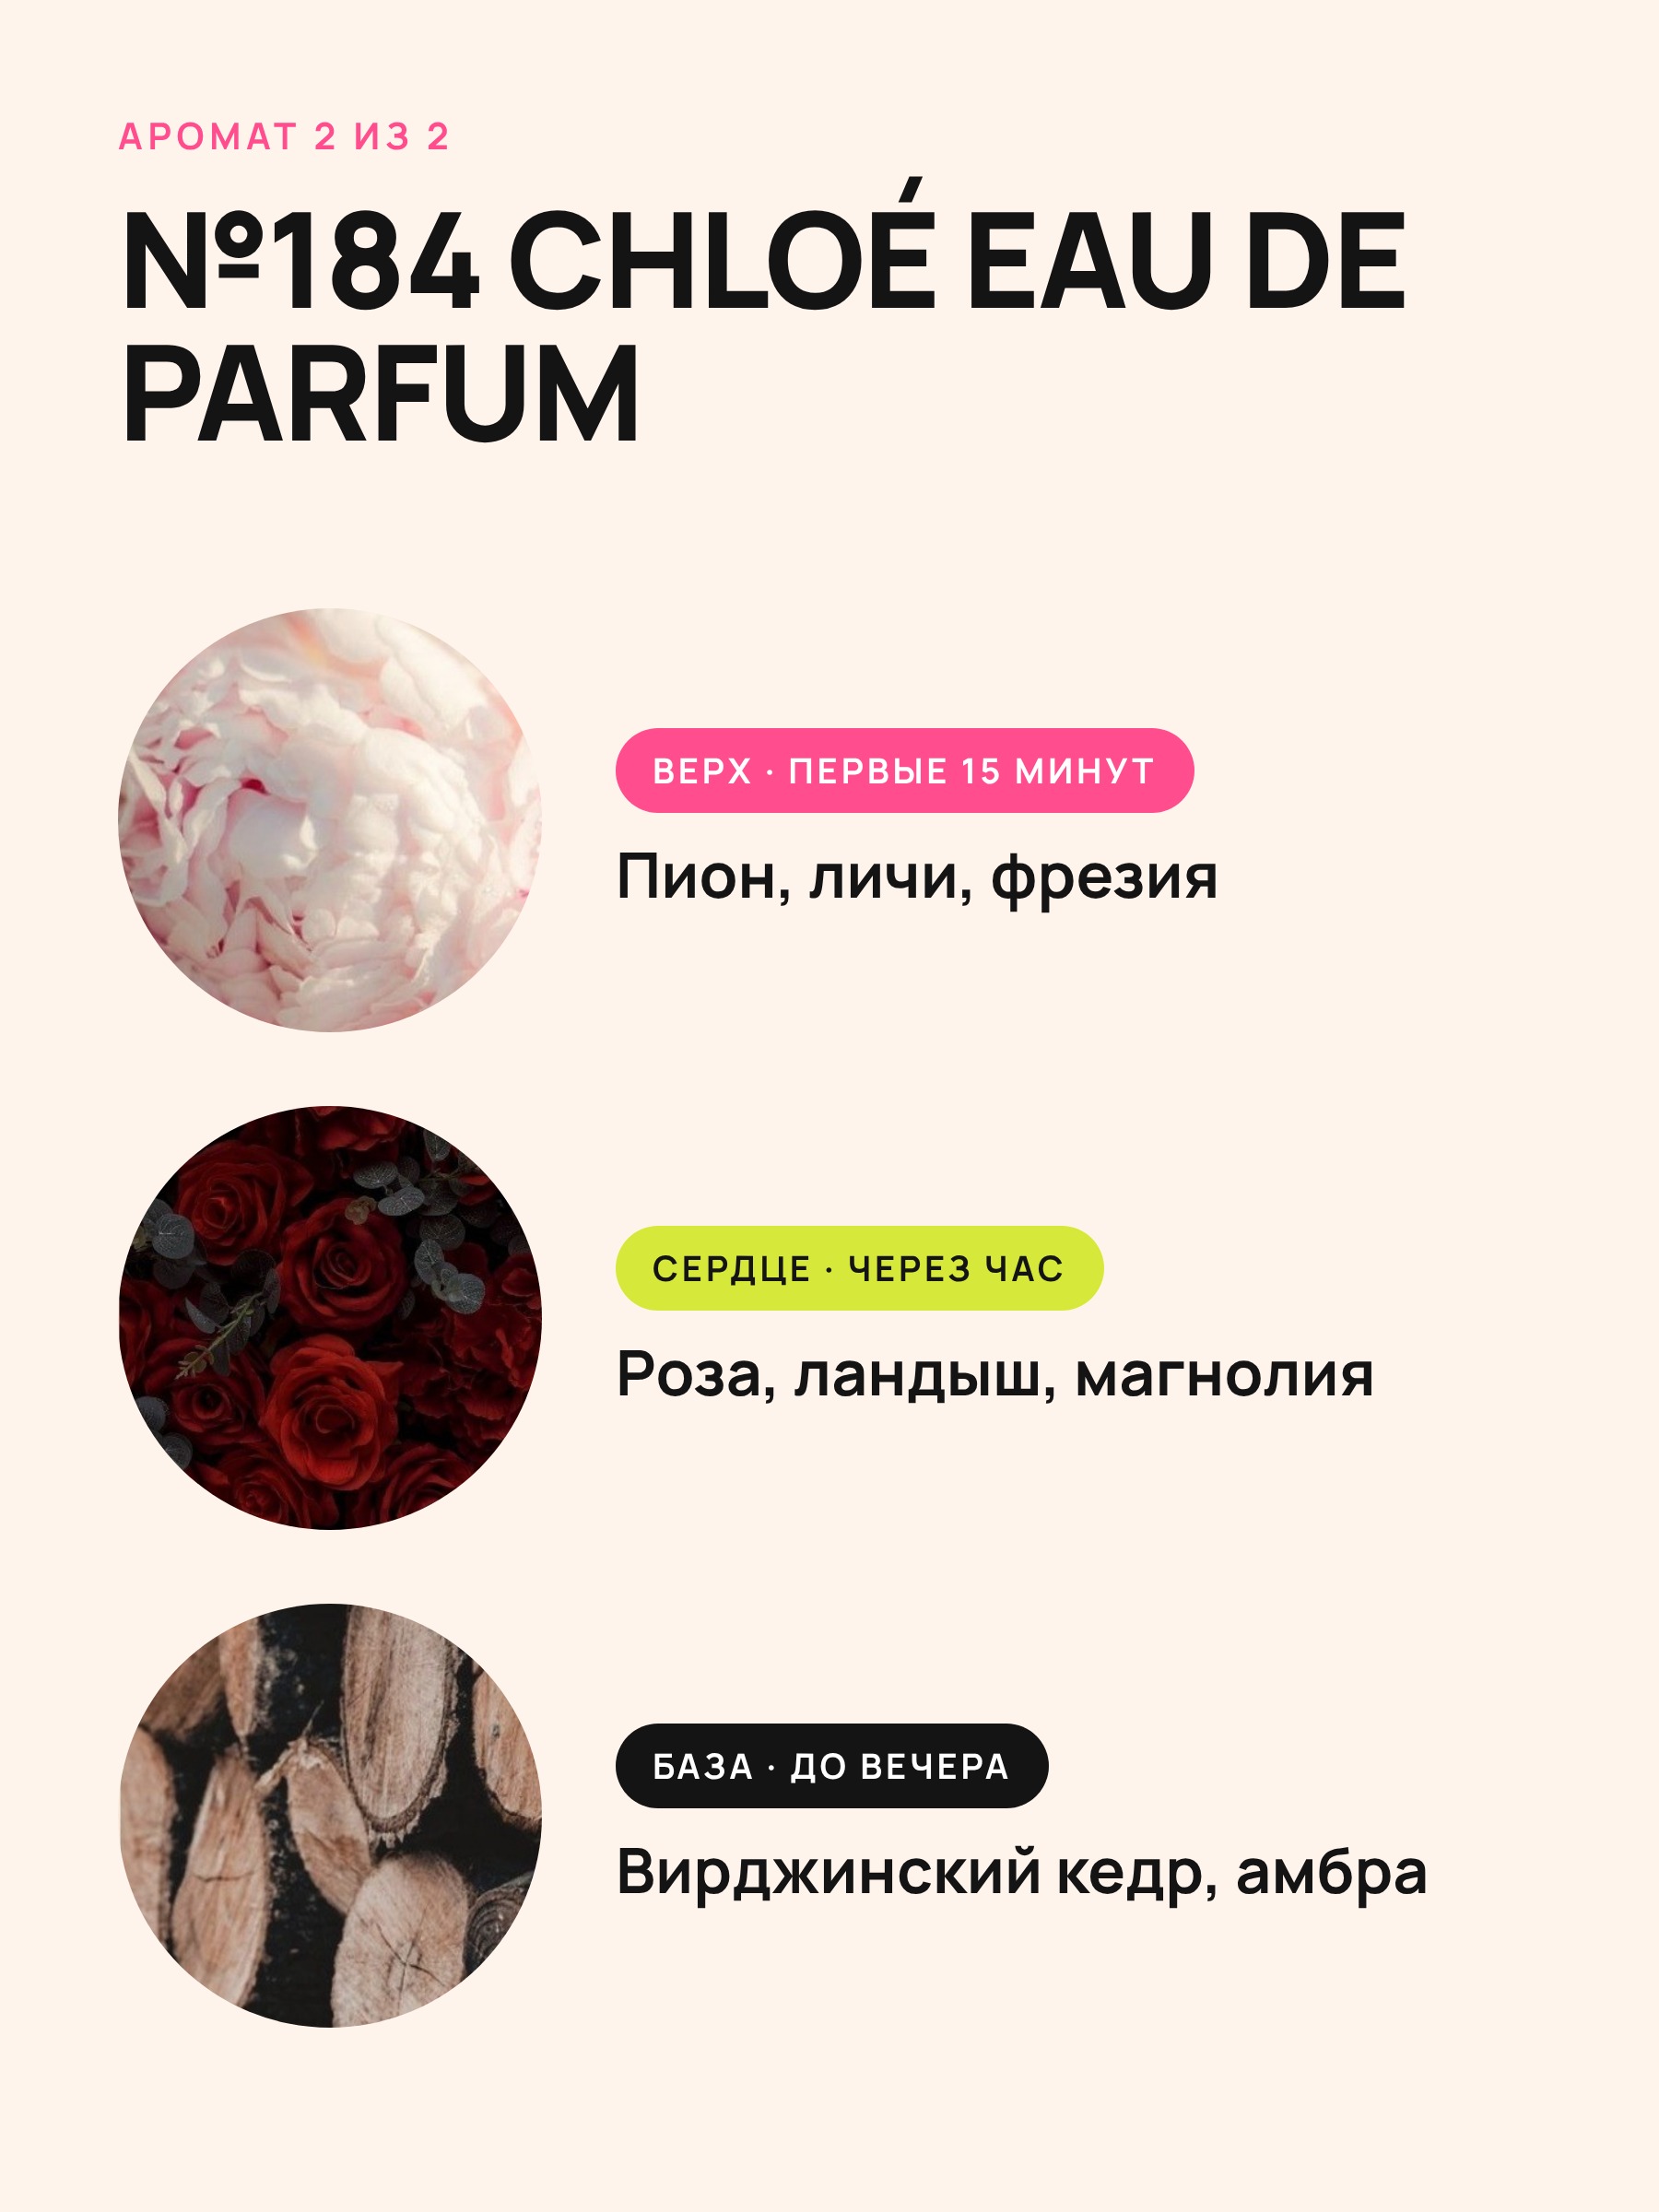 АРОМАТ 2 ИЗ 2
№184 CHLOÉ EAU DE
PARFUM
ВЕРХ · ПЕРВЫЕ 15 МИНУТ
Пион, личи, фрезия
СЕРДЦЕ · ЧЕРЕЗ ЧАС
Роза, ландыш, магнолия
БАЗА · ДО ВЕЧЕРА
Вирджинский кедр, амбра